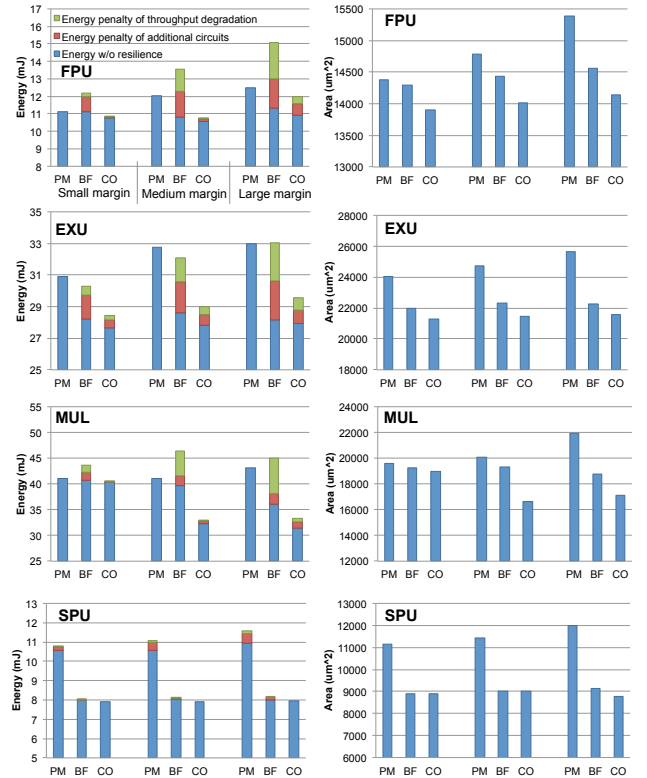 Energy penalty of throughput degradation
Energy penalty of additional circuits
Energy w/o resilience
FPU
Energy (mJ)
17
16
15
14
13
12
11
10
9
8
PM BF CO PM BF CO PM BF CO
Small margin Medium margin Large margin
FPU
Area (um^2)
15500
15000
14500
14000
13500
13000
PM BF CO PM BF CO PM BF CO
EXU
Energy (mJ)
35
33
31
29
27
25
PM BF CO PM BF CO PM BF CO
EXU
Area (um^2)
28000
26000
24000
22000
20000
18000
PM BF CO PM BF CO PM BF CO
MUL
Energy (mJ)
55
50
45
40
35
30
25
PM BF CO PM BF CO PM BF CO
MUL
Area (um^2)
24000
22000
20000
18000
16000
14000
12000
PM BF CO PM BF CO PM BF CO
SPU
Energy (mJ)
13
12
11
10
9
8
7
6
5
PM BF CO PM BF CO PM BF CO
SPU
Area (um^2)
13000
12000
11000
10000
9000
8000
7000
6000
PM BF CO PM BF CO PM BF CO